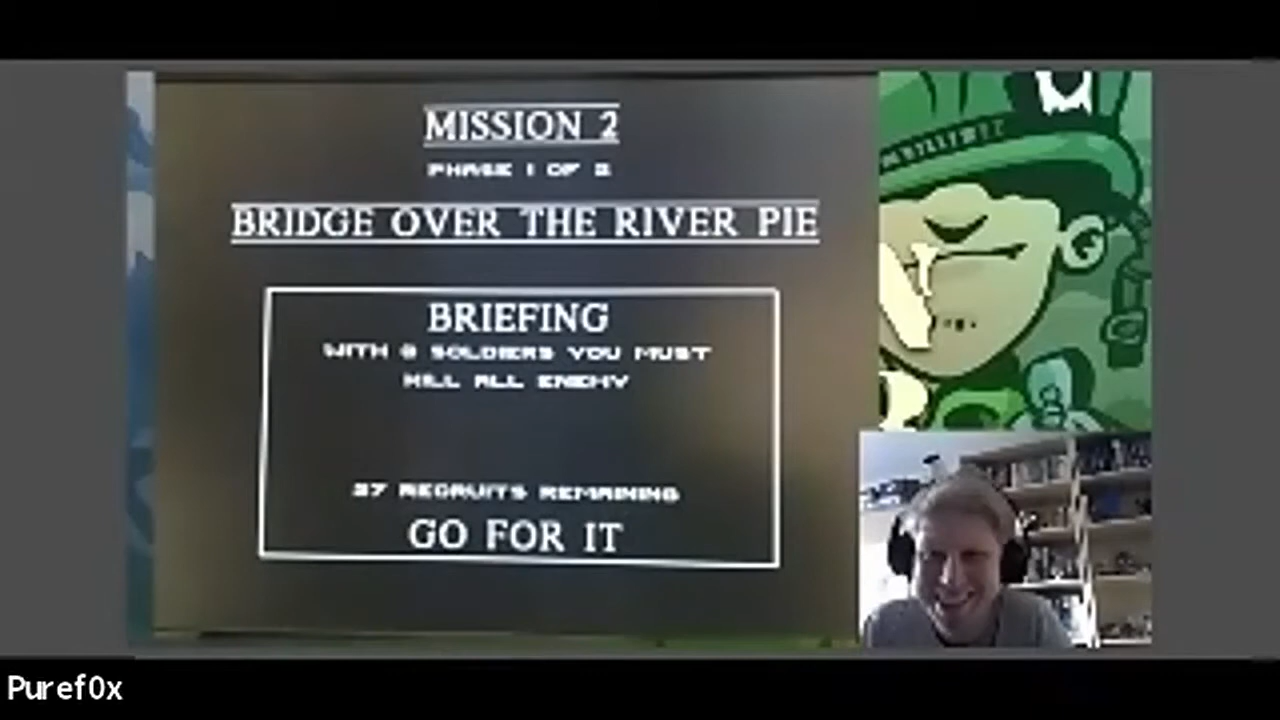 MISSION 2
PHASE 1 OF 2
BRIDGE OVER THE RIVER PIE
BRIEFING
WITH 8 SOLDIERS YOU MUST
KILL ALL ENEMY
27 RECRUITS REMAINING
GO FOR IT
Puref0x